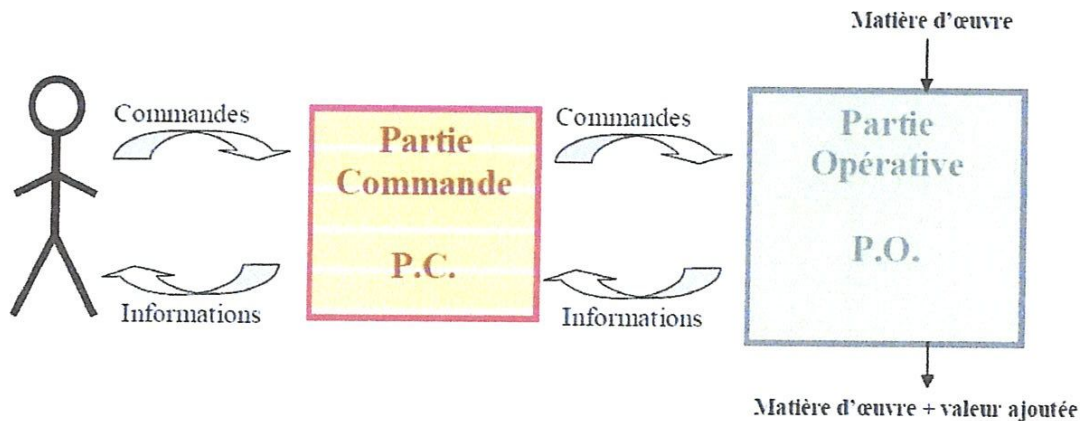 Matière d'œuvre
Commandes
Commandes
Partie
Commande
P.C.
Partie
Opérative
P.O.
Informations
Informations
Matière d'œuvre + valeur ajoutée